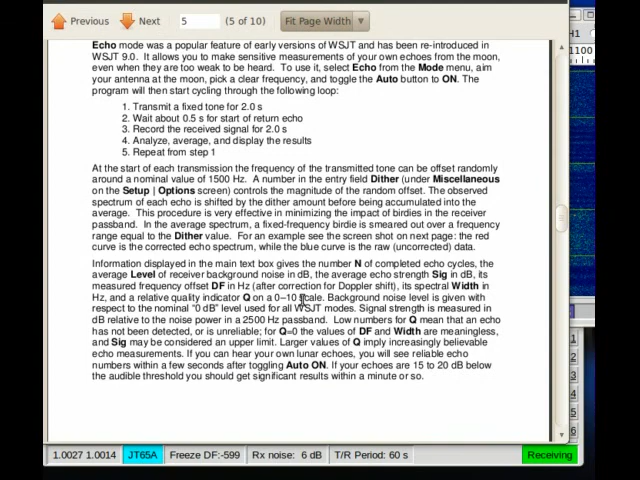 Previous Next 5 (5 of 10) Fit Page Width
Echo mode was a popular feature of early versions of WSJT and has been re-introduced in
WSJT 9.0. It allows you to make sensitive measurements of your own echoes from the moon,
even when they are too weak to be heard. To use it, select Echo from the Mode menu, aim
your antenna at the moon, pick a clear frequency, and toggle the Auto button to ON. The
program will then start cycling through the following loop:
1. Transmit a fixed tone for 2.0 s
2. Wait about 0.5 s for start of return echo
3. Record the received signal for 2.0 s
4. Analyze, average, and display the results
5. Repeat from step 1
At the start of each transmission the frequency of the transmitted tone can be offset randomly
around a nominal value of 1500 Hz. A number in the entry field Dither (under Miscellaneous
on the Setup | Options screen) controls the magnitude of the random offset. The observed
spectrum of each echo is shifted by the dither amount before being accumulated into the
average. This procedure is very effective in minimizing the impact of birdies in the receiver
passband. In the average spectrum, a fixed-frequency birdie is smeared out over a frequency
range equal to the Dither value. For an example see the screen shot on next page: the red
curve is the corrected echo spectrum, while the blue curve is the raw (uncorrected) data.
Information displayed in the main text box gives the number N of completed echo cycles, the
average Level of receiver background noise in dB, the average echo strength Sig in dB, its
measured frequency offset DF in Hz (after correction for Doppler shift), its spectral Width in
Hz, and a relative quality indicator Q on a 0–10 scale. Background noise level is given with
respect to the nominal "0 dB" level used for all WSJT modes. Signal strength is measured in
dB relative to the noise power in a 2500 Hz passband. Low numbers for Q mean that an echo
has not been detected, or is unreliable; for Q=0 the values of DF and Width are meaningless,
and Sig may be considered an upper limit. Larger values of Q imply increasingly believable
echo measurements. If you can hear your own lunar echoes, you will see reliable echo
numbers within a few seconds after toggling Auto ON. If your echoes are 15 to 20 dB below
the audible threshold you should get significant results within a minute or so.
H1
1100
1
2
3
4
5
6
1.0027 1.0014 JT65A Freeze DF:-599 Rx noise: 6 dB T/R Period: 60 s Receiving